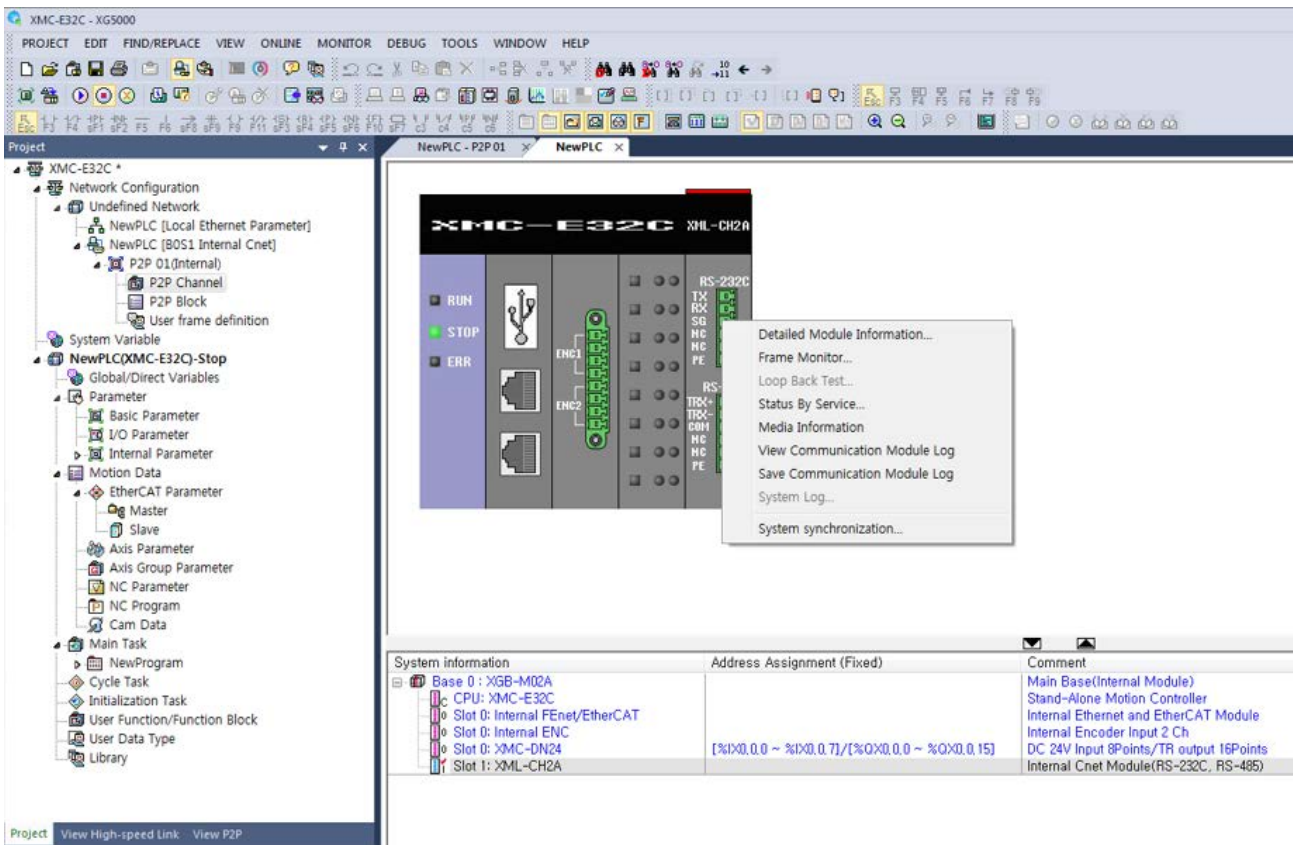 XMC-E32C - XG5000
PROJECT EDIT FIND/REPLACE VIEW ONLINE MONITOR DEBUG TOOLS WINDOW HELP
Project
NewPLC - P2P 01
NewPLC
XMC-E32C *
Network Configuration
Undefined Network
NewPLC [Local Ethernet Parameter]
NewPLC [B0S1 Internal Cnet]
P2P 01(Internal)
P2P Channel
P2P Block
User frame definition
System Variable
NewPLC(XMC-E32C)-Stop
Global/Direct Variables
Parameter
Basic Parameter
I/O Parameter
Internal Parameter
Motion Data
EtherCAT Parameter
Master
Slave
Axis Parameter
Axis Group Parameter
NC Parameter
NC Program
Cam Data
Main Task
NewProgram
Cycle Task
Initialization Task
User Function/Function Block
User Data Type
Library
Project View High-speed Link View P2P
XMC-E32C XML-CH2A
RUN
STOP
ERR
ENC1
ENC2
RS-232C
TX
RX
SG
NC
NC
PE
RS-
TRX+
TRX-
COM
NC
NC
PE
Detailed Module Information...
Frame Monitor...
Loop Back Test...
Status By Service...
Media Information
View Communication Module Log
Save Communication Module Log
System Log...
System synchronization...
System information Address Assignment (Fixed) Comment
Base 0 : XGB-M02A Main Base(Internal Module)
CPU: XMC-E32C Stand-Alone Motion Controller
Slot 0: Internal FEnet/EtherCAT Internal Ethernet and EtherCAT Module
Slot 0: Internal ENC Internal Encoder Input 2 Ch
Slot 0: XMC-DN24 [%IX0.0.0 ~ %IX0.0.7]/[%QX0.0.0 ~ %QX0.0.15] DC 24V Input 8Points/TR output 16Points
Slot 1: XML-CH2A Internal Cnet Module(RS-232C, RS-485)